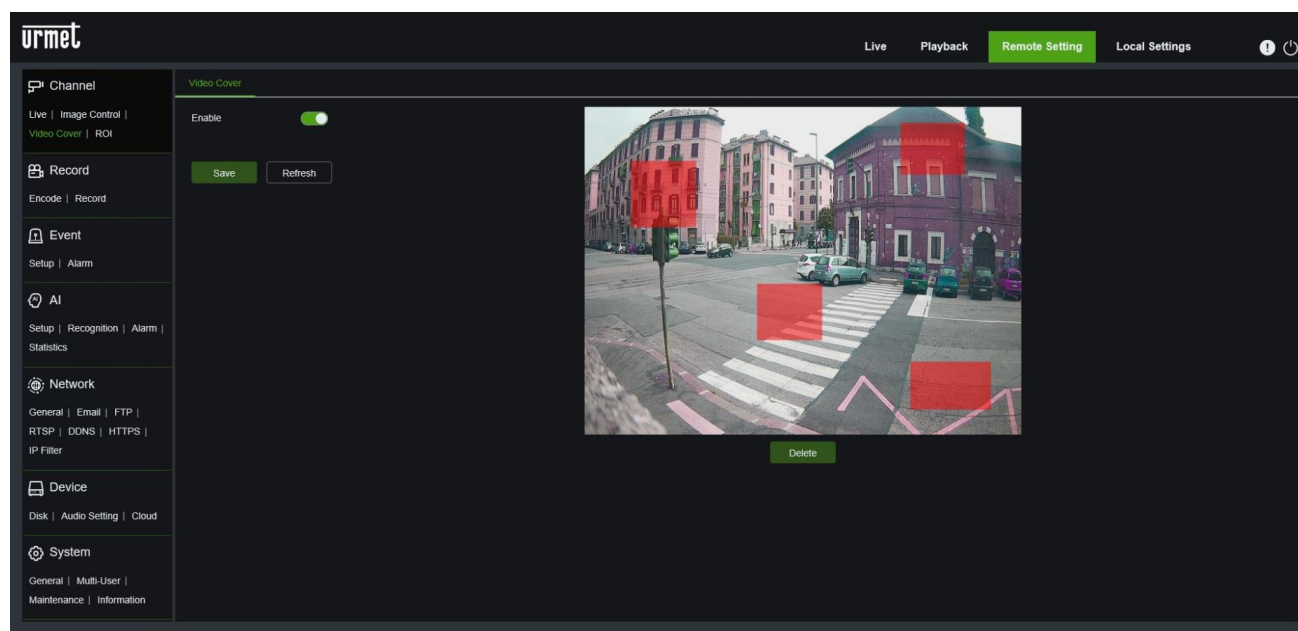 urmet
Live Playback Remote Setting Local Settings
Channel
Live | Image Control |
Video Cover | ROI
Record
Encode | Record
Event
Setup | Alarm
AI
Setup | Recognition | Alarm |
Statistics
Network
General | Email | FTP |
RTSP | DDNS | HTTPS |
IP Filter
Device
Disk | Audio Setting | Cloud
System
General | Multi-User |
Maintenance | Information
Video Cover
Enable
Save Refresh
Delete